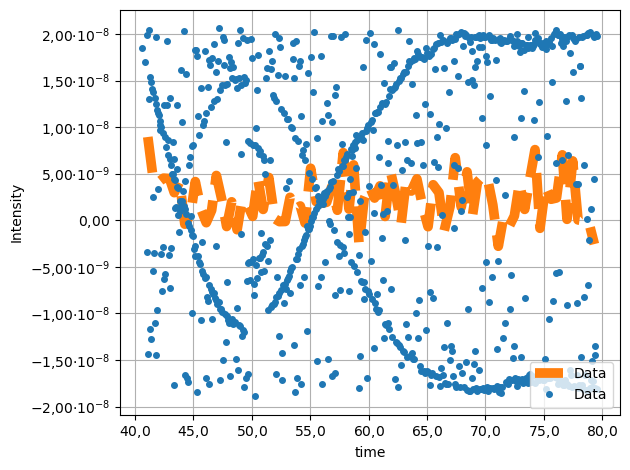 2,00·10⁻⁸
1,50·10⁻⁸
1,00·10⁻⁸
5,00·10⁻⁹
0,00
−5,00·10⁻⁹
−1,00·10⁻⁸
−1,50·10⁻⁸
−2,00·10⁻⁸
Intensity
Data
Data
40,0 45,0 50,0 55,0 60,0 65,0 70,0 75,0 80,0
time